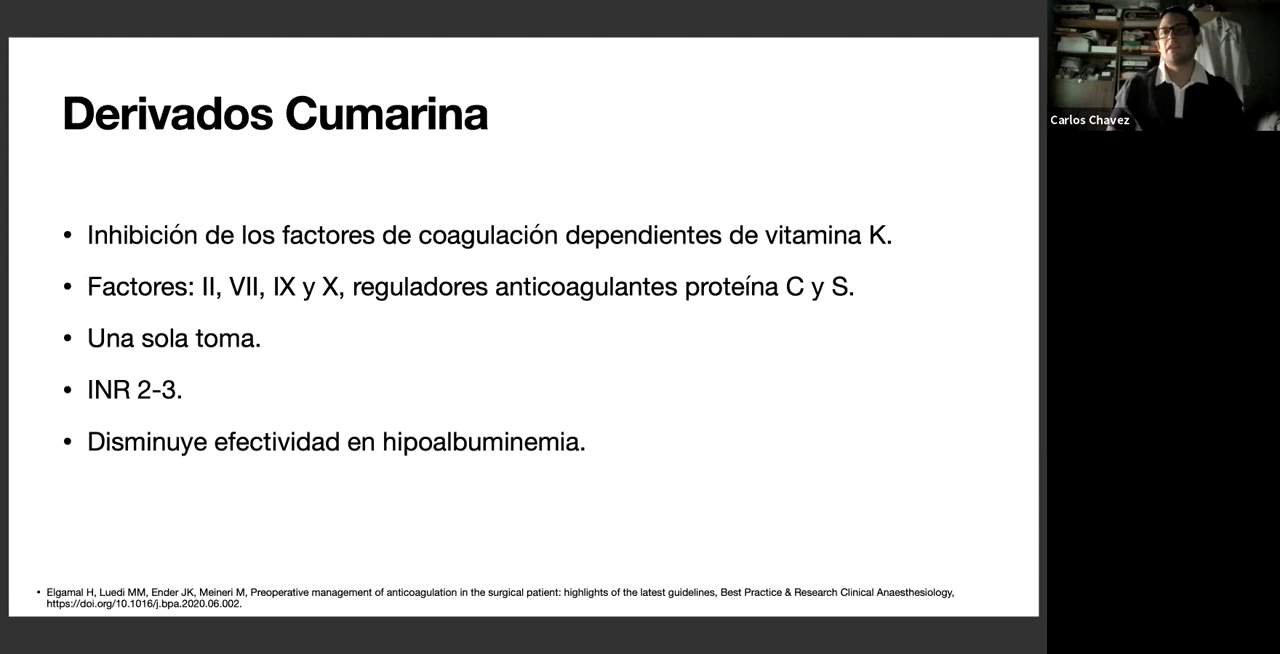 Derivados Cumarina
• Inhibición de los factores de coagulación dependientes de vitamina K.
• Factores: II, VII, IX y X, reguladores anticoagulantes proteína C y S.
• Una sola toma.
• INR 2-3.
• Disminuye efectividad en hipoalbuminemia.
• Elgamal H, Luedi MM, Ender JK, Meineri M, Preoperative management of anticoagulation in the surgical patient: highlights of the latest guidelines, Best Practice & Research Clinical Anaesthesiology,
https://doi.org/10.1016/j.bpa.2020.06.002.
Carlos Chavez